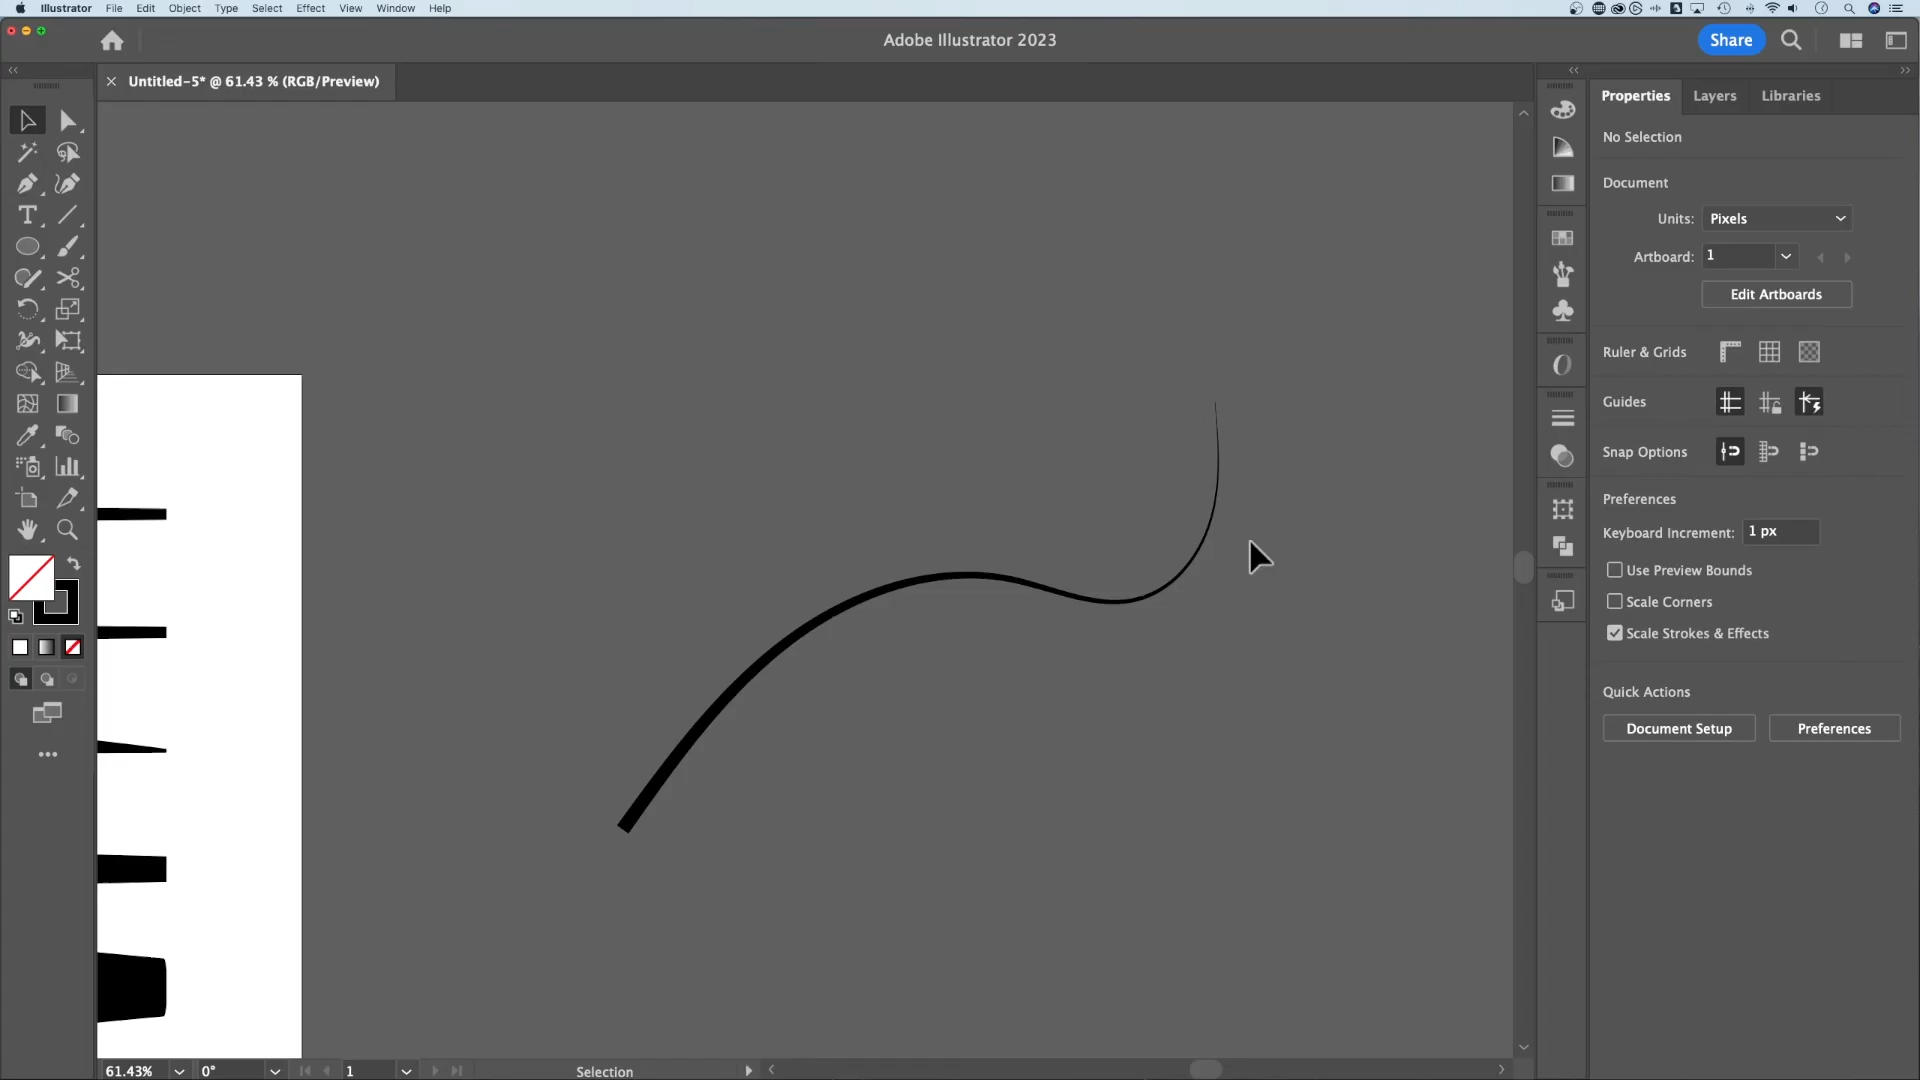 Illustrator File Edit Object Type Select Effect View Window Help
Adobe Illustrator 2023
Share
Untitled-5* @ 61.43 % (RGB/Preview)
Properties Layers Libraries
No Selection
Document
Units: Pixels
Artboard: 1
Edit Artboards
Ruler & Grids
Guides
Snap Options
Preferences
Keyboard Increment: 1 px
Use Preview Bounds
Scale Corners
Scale Strokes & Effects
Quick Actions
Document Setup Preferences
61.43% 0° 1 Selection